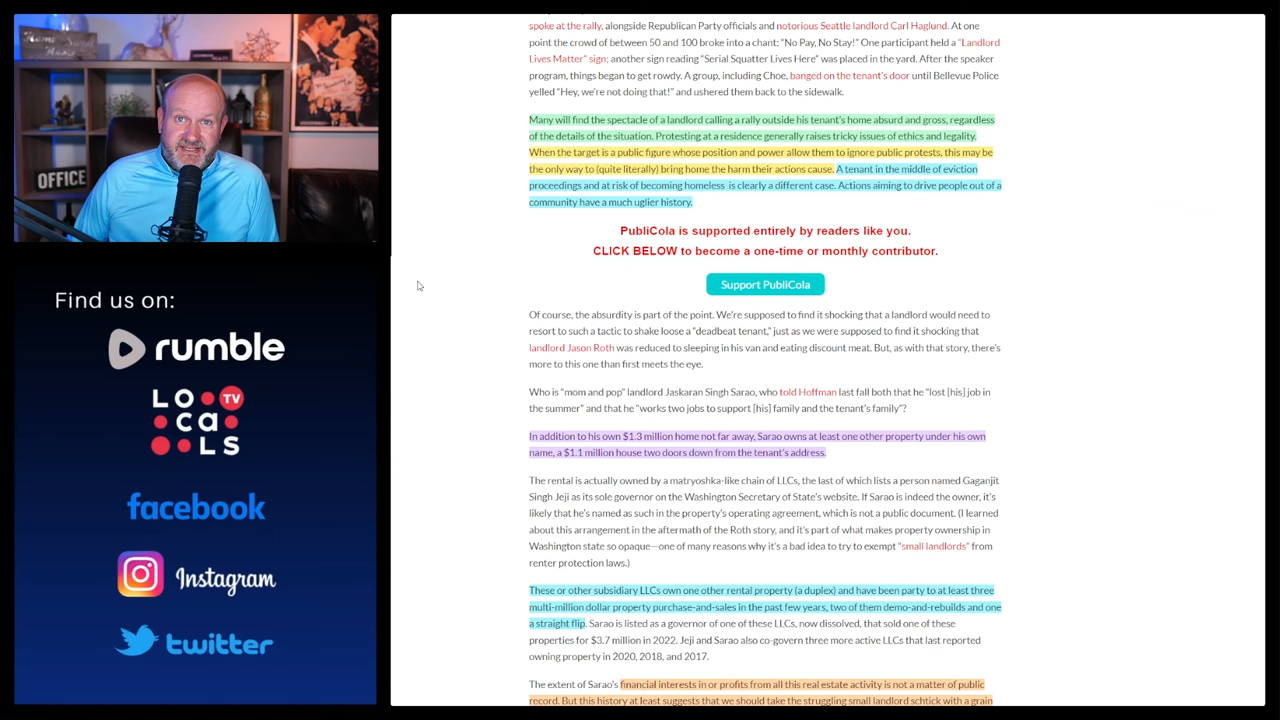 OFFICE
Find us on:
rumble
LO
TV
ca
LS
facebook
Instagram
twitter
spoke at the rally, alongside Republican Party officials and notorious Seattle landlord Carl Haglund. At one
point the crowd of between 50 and 100 broke into a chant: “No Pay, No Stay!” One participant held a “Landlord
Lives Matter” sign; another sign reading “Serial Squatter Lives Here” was placed in the yard. After the speaker
program, things began to get rowdy. A group, including Choe, banged on the tenant’s door until Bellevue Police
yelled “Hey, we’re not doing that!” and ushered them back to the sidewalk.
Many will find the spectacle of a landlord calling a rally outside his tenant’s home absurd and gross, regardless
of the details of the situation. Protesting at a residence generally raises tricky issues of ethics and legality.
When the target is a public figure whose position and power allow them to ignore public protests, this may be
the only way to (quite literally) bring home the harm their actions cause. A tenant in the middle of eviction
proceedings and at risk of becoming homeless is clearly a different case. Actions aiming to drive people out of a
community have a much uglier history.
PubliCola is supported entirely by readers like you.
CLICK BELOW to become a one-time or monthly contributor.
Support PubliCola
Of course, the absurdity is part of the point. We’re supposed to find it shocking that a landlord would need to
resort to such a tactic to shake loose a “deadbeat tenant,” just as we were supposed to find it shocking that
landlord Jason Roth was reduced to sleeping in his van and eating discount meat. But, as with that story, there’s
more to this one than first meets the eye.
Who is “mom and pop” landlord Jaskaran Singh Sarao, who told Hoffman last fall both that he “lost [his] job in
the summer” and that he “works two jobs to support [his] family and the tenant’s family”?
In addition to his own $1.3 million home not far away, Sarao owns at least one other property under his own
name, a $1.1 million house two doors down from the tenant’s address.
The rental is actually owned by a matryoshka-like chain of LLCs, the last of which lists a person named Gaganjit
Singh Jeji as its sole governor on the Washington Secretary of State’s website. If Sarao is indeed the owner, it’s
likely that he’s named as such in the property’s operating agreement, which is not a public document. (I learned
about this arrangement in the aftermath of the Roth story, and it’s part of what makes property ownership in
Washington state so opaque—one of many reasons why it’s a bad idea to try to exempt “small landlords” from
renter protection laws.)
These or other subsidiary LLCs own one other rental property (a duplex) and have been party to at least three
multi-million dollar property purchase-and-sales in the past few years, two of them demo-and-rebuilds and one
a straight flip. Sarao is listed as a governor of one of these LLCs, now dissolved, that sold one of these
properties for $3.7 million in 2022. Jeji and Sarao also co-govern three more active LLCs that last reported
owning property in 2020, 2018, and 2017.
The extent of Sarao’s financial interests in or profits from all this real estate activity is not a matter of public
record. But this history at least suggests that we should take the struggling small landlord schtick with a grain